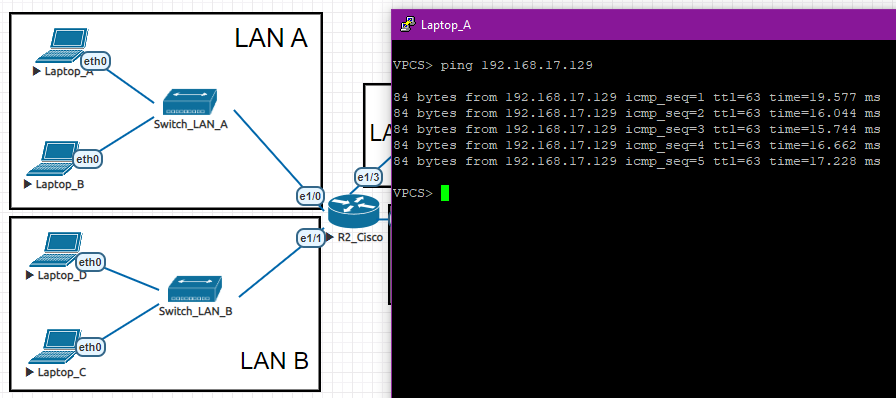 LAN A
Laptop_A
eth0
Switch_LAN_A
Laptop_B
eth0
e1/0
LAN B
Laptop_D
eth0
Switch_LAN_B
Laptop_C
eth0
e1/1
e1/3
R2_Cisco
LA
Laptop_A
VPCS> ping 192.168.17.129
84 bytes from 192.168.17.129 icmp_seq=1 ttl=63 time=19.577 ms
84 bytes from 192.168.17.129 icmp_seq=2 ttl=63 time=16.044 ms
84 bytes from 192.168.17.129 icmp_seq=3 ttl=63 time=15.744 ms
84 bytes from 192.168.17.129 icmp_seq=4 ttl=63 time=16.662 ms
84 bytes from 192.168.17.129 icmp_seq=5 ttl=63 time=17.228 ms
VPCS>